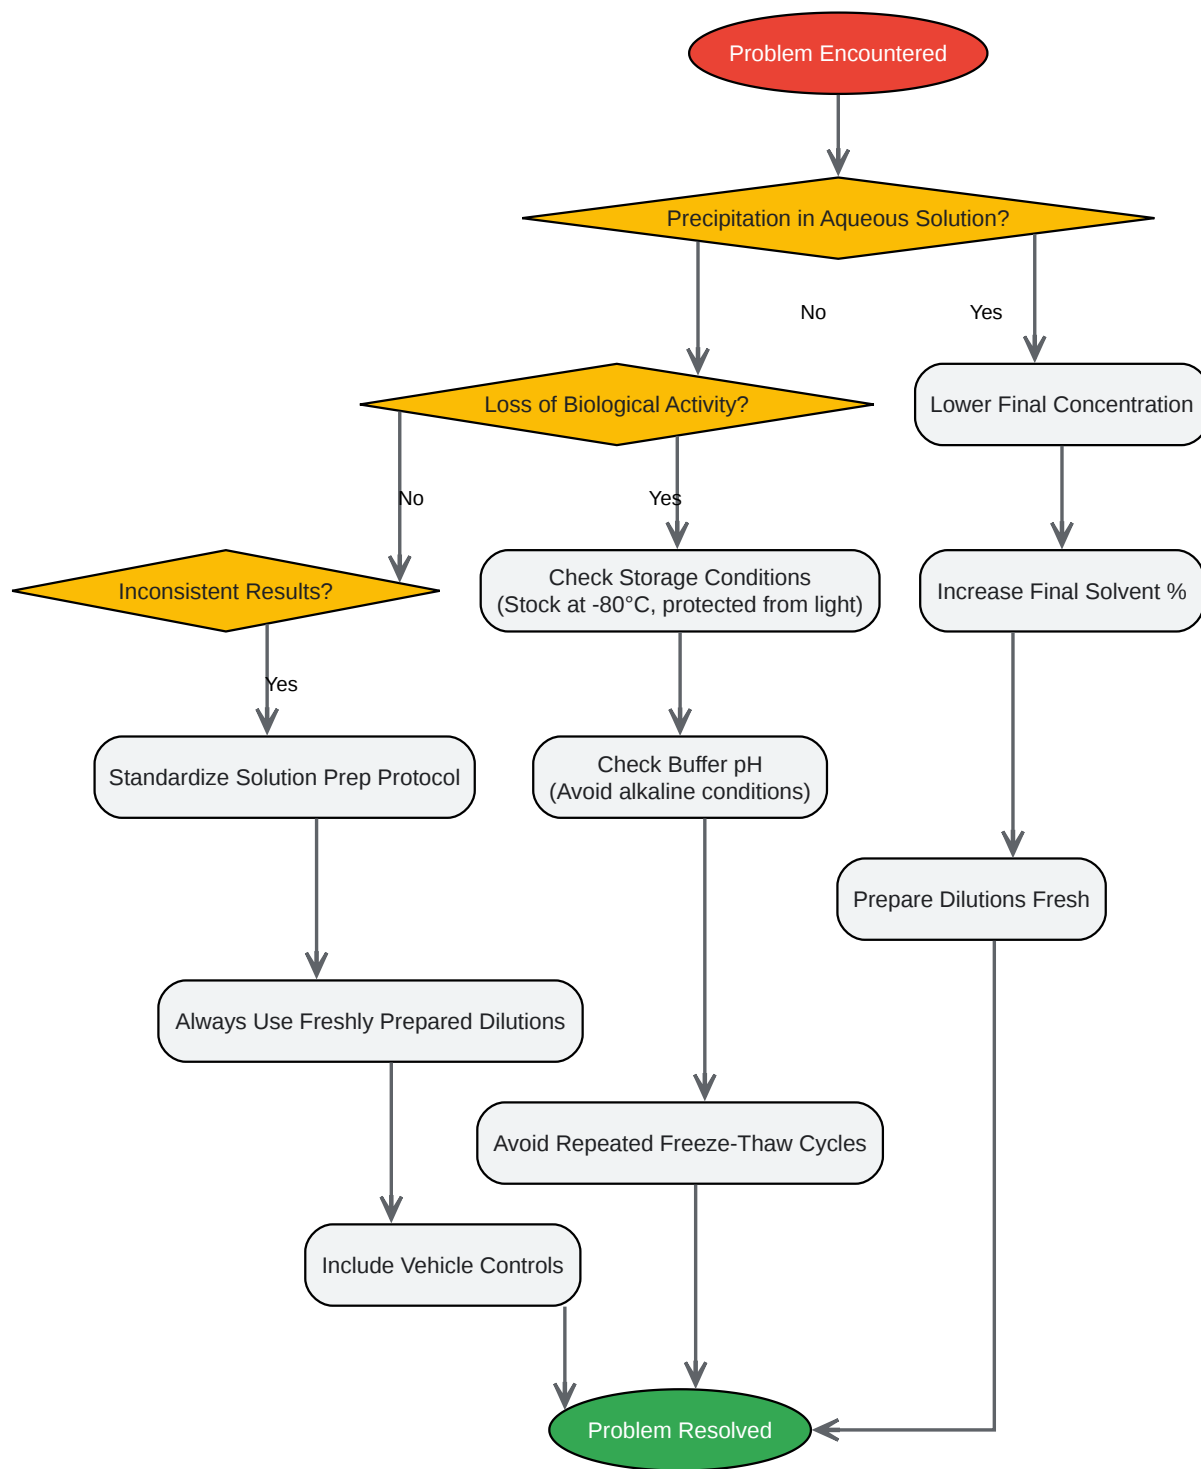 Problem Encountered
Precipitation in Aqueous Solution?
No
Yes
Loss of Biological Activity?
Lower Final Concentration
No
Yes
Inconsistent Results?
Check Storage Conditions
(Stock at -80°C, protected from light)
Increase Final Solvent %
Yes
Standardize Solution Prep Protocol
Check Buffer pH
(Avoid alkaline conditions)
Prepare Dilutions Fresh
Always Use Freshly Prepared Dilutions
Avoid Repeated Freeze-Thaw Cycles
Include Vehicle Controls
Problem Resolved